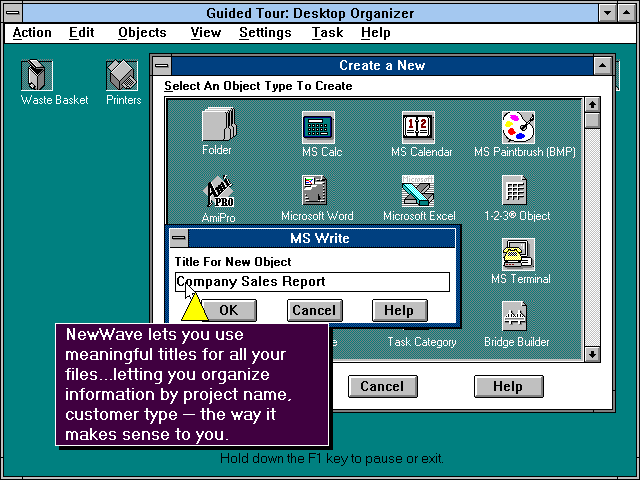 Guided Tour: Desktop Organizer
Action Edit Objects View Settings Task Help
Waste Basket
Printers
Create a New
Select An Object Type To Create
Folder
MS Calc
MS Calendar
MS Paintbrush (BMP)
AmiPro
Microsoft Word
Microsoft Excel
1-2-3® Object
MS Write
Title For New Object
Company Sales Report
OK
Cancel
Help
MS Terminal
Task Category
Bridge Builder
Cancel
Help
NewWave lets you use
meaningful titles for all your
files...letting you organize
information by project name,
customer type — the way it
makes sense to you.
Hold down the F1 key to pause or exit.